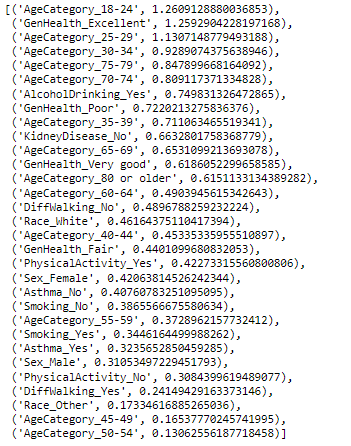 [('AgeCategory_18-24', 1.2609128880036853),
('GenHealth_Excellent', 1.2592904228197168),
('AgeCategory_25-29', 1.1307148779493188),
('AgeCategory_30-34', 0.9289074375638946),
('AgeCategory_75-79', 0.847899668164092),
('AgeCategory_70-74', 0.809117371334828),
('AlcoholDrinking_Yes', 0.749831326472865),
('GenHealth_Poor', 0.7220213275836376),
('AgeCategory_35-39', 0.711063465519341),
('KidneyDisease_No', 0.6632801758368779),
('AgeCategory_65-69', 0.6531099213693078),
('GenHealth_Very good', 0.6186052299658585),
('AgeCategory_80 or older', 0.6151133134389282),
('AgeCategory_60-64', 0.4903945615342643),
('DiffWalking_No', 0.4896788259232224),
('Race_White', 0.46164375110417394),
('AgeCategory_40-44', 0.45335335955510897),
('GenHealth_Fair', 0.4401099680832053),
('PhysicalActivity_Yes', 0.42273315560800806),
('Sex_Female', 0.42063814526242344),
('Asthma_No', 0.40760783251095095),
('Smoking_No', 0.3865566675580634),
('AgeCategory_55-59', 0.3728962157732412),
('Smoking_Yes', 0.3446164499988262),
('Asthma_Yes', 0.3235652850459285),
('Sex_Male', 0.31053497229451793),
('PhysicalActivity_No', 0.3084399619489077),
('DiffWalking_Yes', 0.24149429163373146),
('Race_Other', 0.17334616885265036),
('AgeCategory_45-49', 0.16537770245741995),
('AgeCategory_50-54', 0.13062556187718458)]